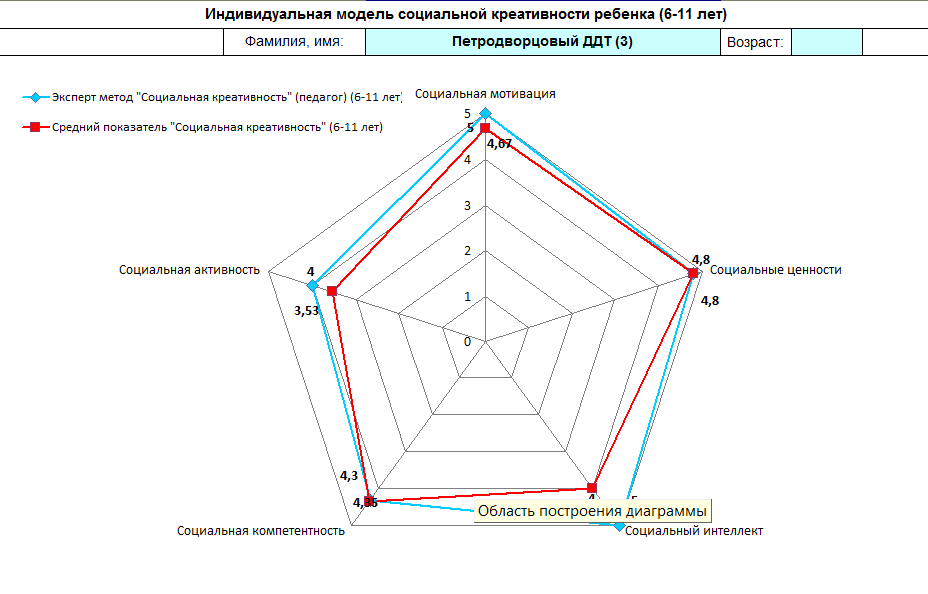 Индивидуальная модель социальной креативности ребенка (6-11 лет)
Фамилия, имя: Петродворцовый ДДТ (3) Возраст:
Эксперт метод "Социальная креативность" (педагог) (6-11 лет)
Средний показатель "Социальная креативность" (6-11 лет)
Социальная мотивация
5
5
4,67
4
3
2
1
0
4,8
Социальные ценности
4,8
Социальная активность
4
3,53
4,3
4,35
4
5
Область построения диаграммы
Социальная компетентность
Социальный интеллект